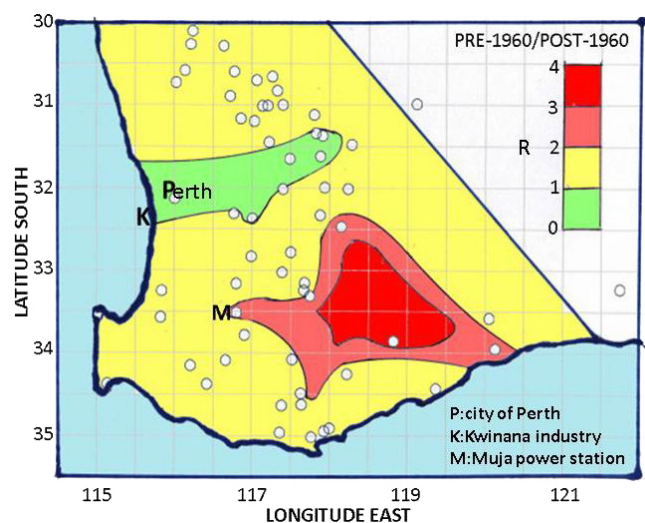 30
31
32
33
34
35
LATITUDE SOUTH
PRE-1960/POST-1960
4
3
R
2
1
0
Perth
K
M
P:city of Perth
K:Kwinana industry
M:Muja power station
115
117
119
121
LONGITUDE EAST